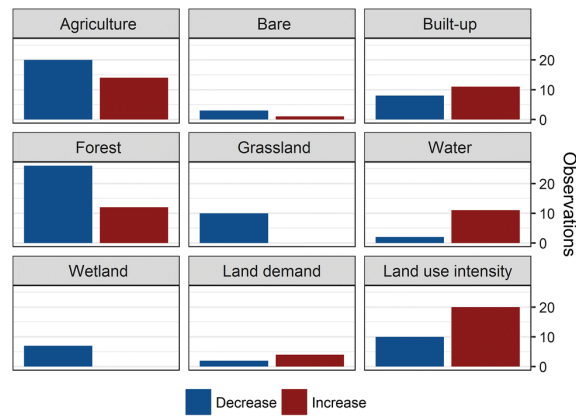 Agriculture Bare Built-up
20
10
0
Forest Grassland Water
20
10
0
Observations
Wetland Land demand Land use intensity
20
10
0
Decrease Increase